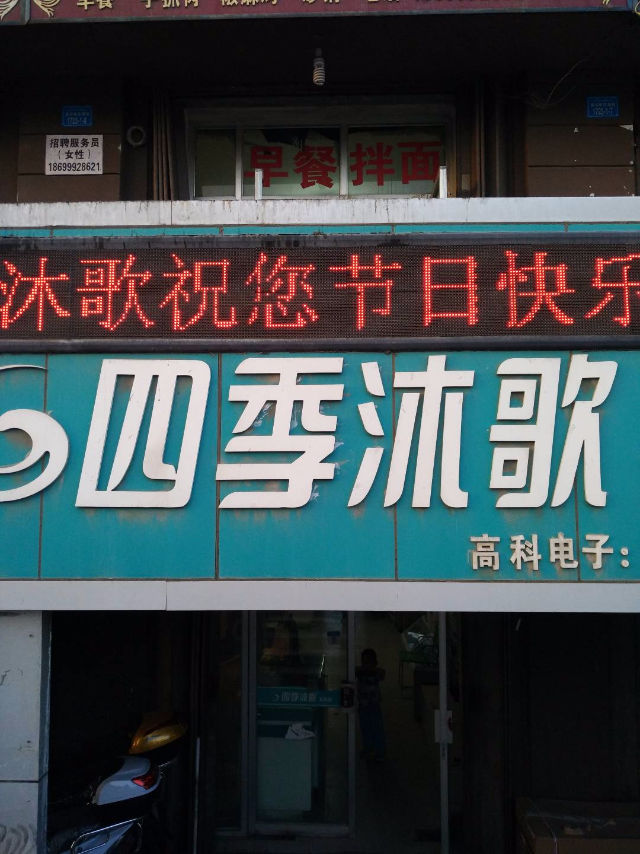 招聘服务员
（女性）
18699928621
早餐 拌面
沐歌祝您节日快乐
四季沐歌
高科电子：
四季沐歌